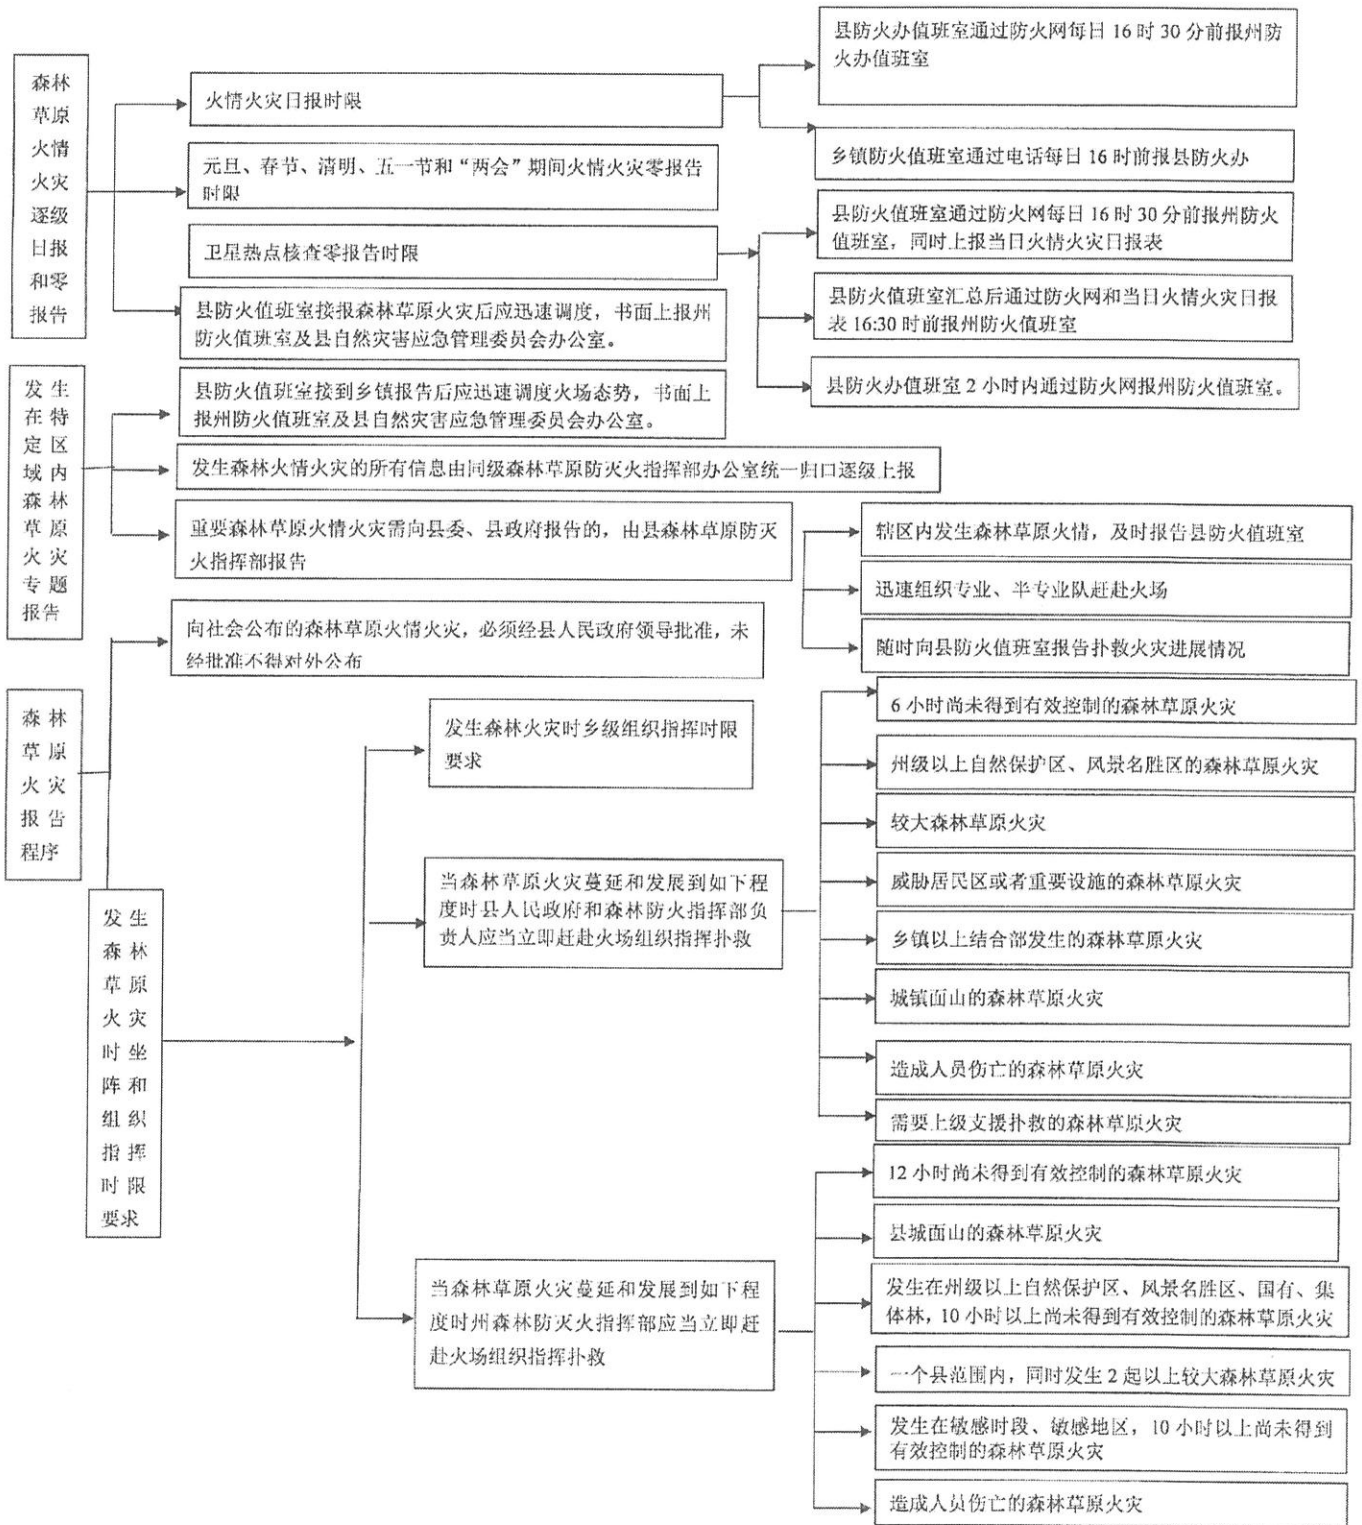 森林
草原
火情
火灾
逐级
日报
和零
报告
火情火灾日报时限
县防火办值班室通过防火网每日 16 时 30 分前报州防
火办值班室
乡镇防火值班室通过电话每日 16 时前报县防火办
元旦、春节、清明、五一节和“两会”期间火情火灾零报告
时限
卫星热点核查零报告时限
县防火值班室通过防火网每日 16 时 30 分前报州防火
值班室，同时上报当日火情火灾日报表
县防火值班室汇总后通过防火网和当日火情火灾日报
表 16:30 时前报州防火值班室
县防火办值班室 2 小时内通过防火网报州防火值班室。
县防火值班室接报森林草原火灾后应迅速调度，书面上报州
防火值班室及县自然灾害应急管理委员会办公室。
发生
在特
定区
域内
森林
草原
火灾
专题
报告
县防火值班室接到乡镇报告后应迅速调度火场态势，书面上
报州防火值班室及县自然灾害应急管理委员会办公室。
发生森林火情火灾的所有信息由同级森林草原防灭火指挥部办公室统一归口逐级上报
重要森林草原火情火灾需向县委、县政府报告的，由县森林草原防灭
火指挥部报告
森林
草原
火灾
报告
程序
向社会公布的森林草原火情火灾，必须经县人民政府领导批准，未
经批准不得对外公布
辖区内发生森林草原火情，及时报告县防火值班室
迅速组织专业、半专业队赶赴火场
随时向县防火值班室报告扑救火灾进展情况
发生
森林
草原
火灾
时坐
阵和
组织
指挥
时限
要求
发生森林火灾时乡级组织指挥时限
要求
当森林草原火灾蔓延和发展到如下程
度时县人民政府和森林防火指挥部负
责人应当立即赶赴火场组织指挥扑救
6 小时尚未得到有效控制的森林草原火灾
州级以上自然保护区、风景名胜区的森林草原火灾
较大森林草原火灾
威胁居民区或者重要设施的森林草原火灾
乡镇以上结合部发生的森林草原火灾
城镇面山的森林草原火灾
造成人员伤亡的森林草原火灾
需要上级支援扑救的森林草原火灾
当森林草原火灾蔓延和发展到如下程
度时州森林防灭火指挥部应当立即赶
赴火场组织指挥扑救
12 小时尚未得到有效控制的森林草原火灾
县城面山的森林草原火灾
发生在州级以上自然保护区、风景名胜区、国有、集
体林，10 小时以上尚未得到有效控制的森林草原火灾
一个县范围内，同时发生 2 起以上较大森林草原火灾
发生在敏感时段、敏感地区，10 小时以上尚未得到
有效控制的森林草原火灾
造成人员伤亡的森林草原火灾